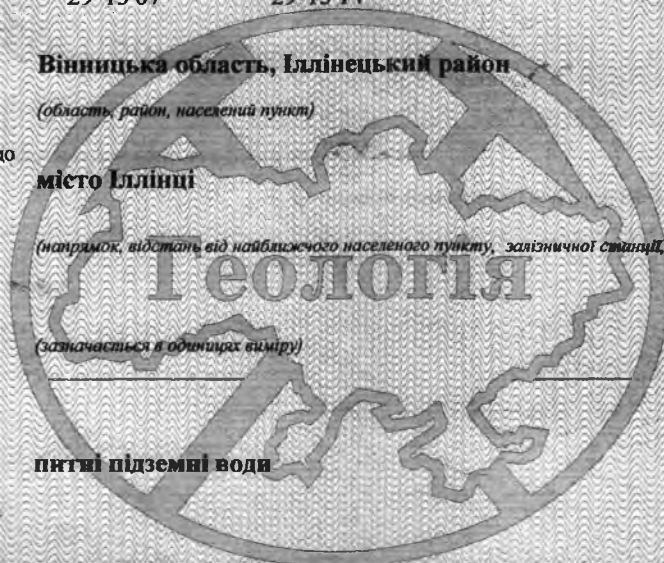 Вінницька область, Іллінецький район
(область, район, населений пункт)
місто Іллінці
(напрямок, відстань від найближчого населеного пункту, залізничної станції,
Геологія
(зазначається в одиницях виміру)
питні підземні води